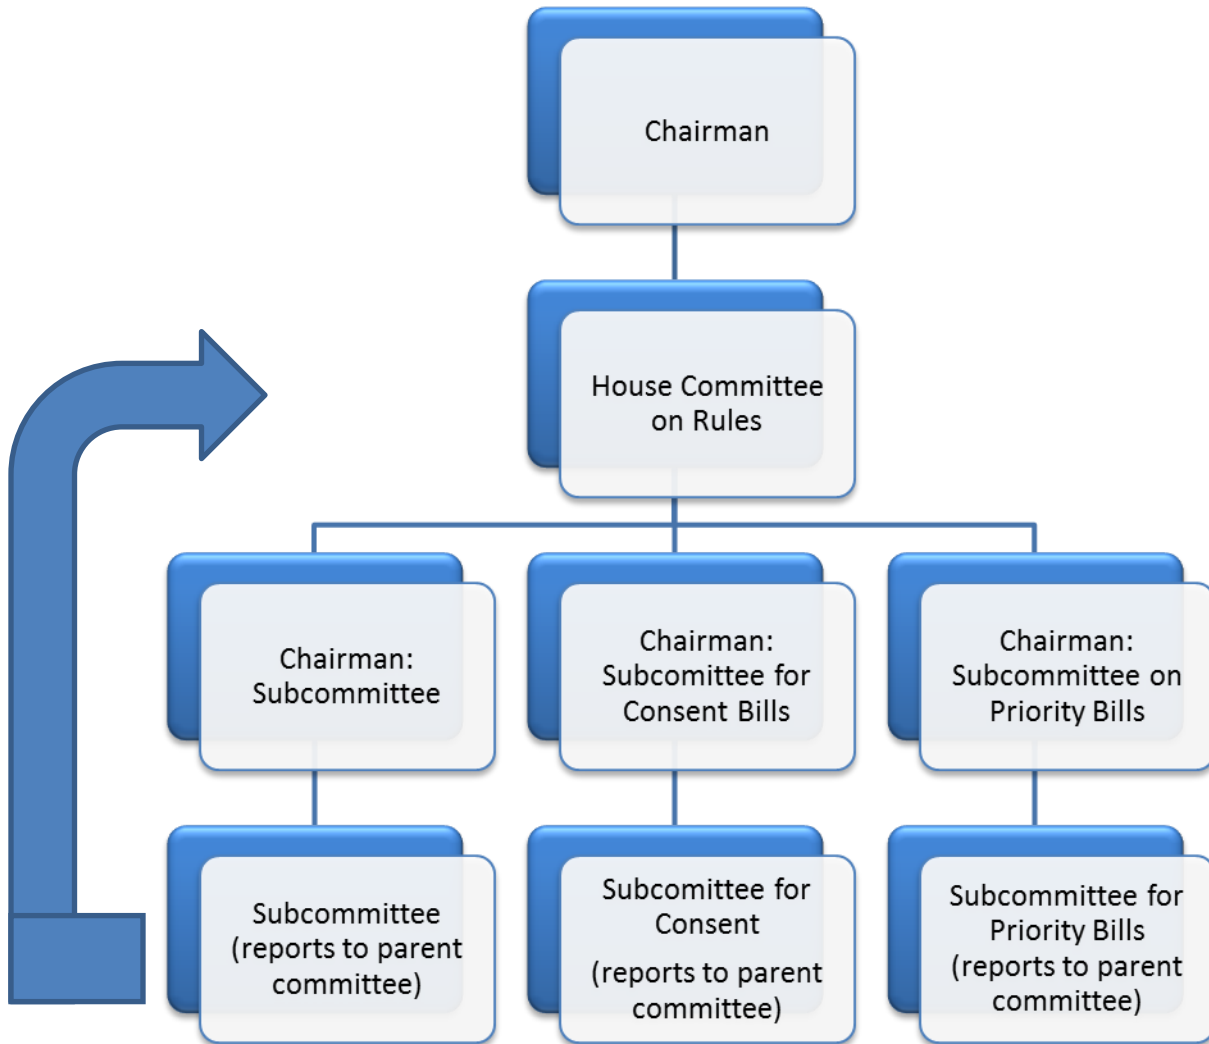 Chairman
House Committee
on Rules
Chairman:
Subcommittee
Chairman:
Subcomittee for
Consent Bills
Chairman:
Subcommittee on
Priority Bills
Subcommittee
(reports to parent
committee)
Subcomittee for
Consent
(reports to parent
committee)
Subcommittee for
Priority Bills
(reports to parent
committee)